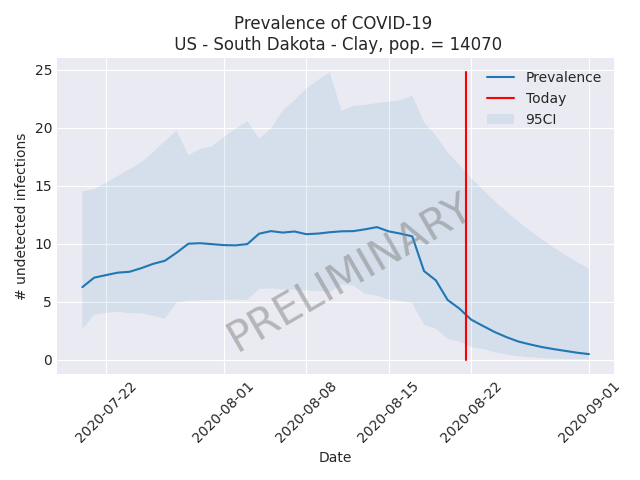 Prevalence of COVID-19
US - South Dakota - Clay, pop. = 14070
# undetected infections
25
20
15
10
5
0
Prevalence
Today
95CI
PRELIMINARY
2020-07-22
2020-08-01
2020-08-08
2020-08-15
2020-08-22
2020-09-01
Date